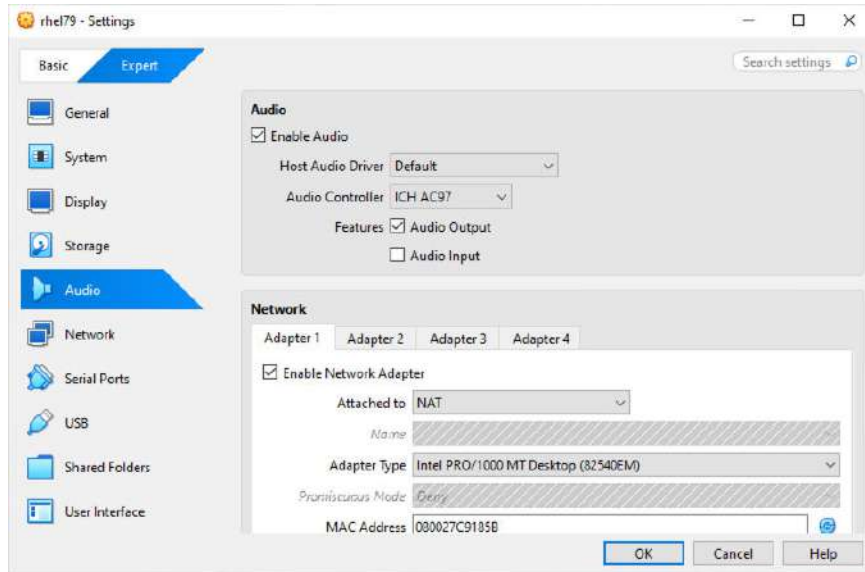 rhel79 - Settings
Basic Expert Search settings
General
System
Display
Storage
Audio
Network
Serial Ports
USB
Shared Folders
User Interface
Audio
Enable Audio
Host Audio Driver Default
Audio Controller ICH AC97
Features Audio Output
Audio Input
Network
Adapter 1 Adapter 2 Adapter 3 Adapter 4
Enable Network Adapter
Attached to NAT
Name
Adapter Type Intel PRO/1000 MT Desktop (82540EM)
Promiscuous Mode Deny
MAC Address 080027C9185B
OK Cancel Help